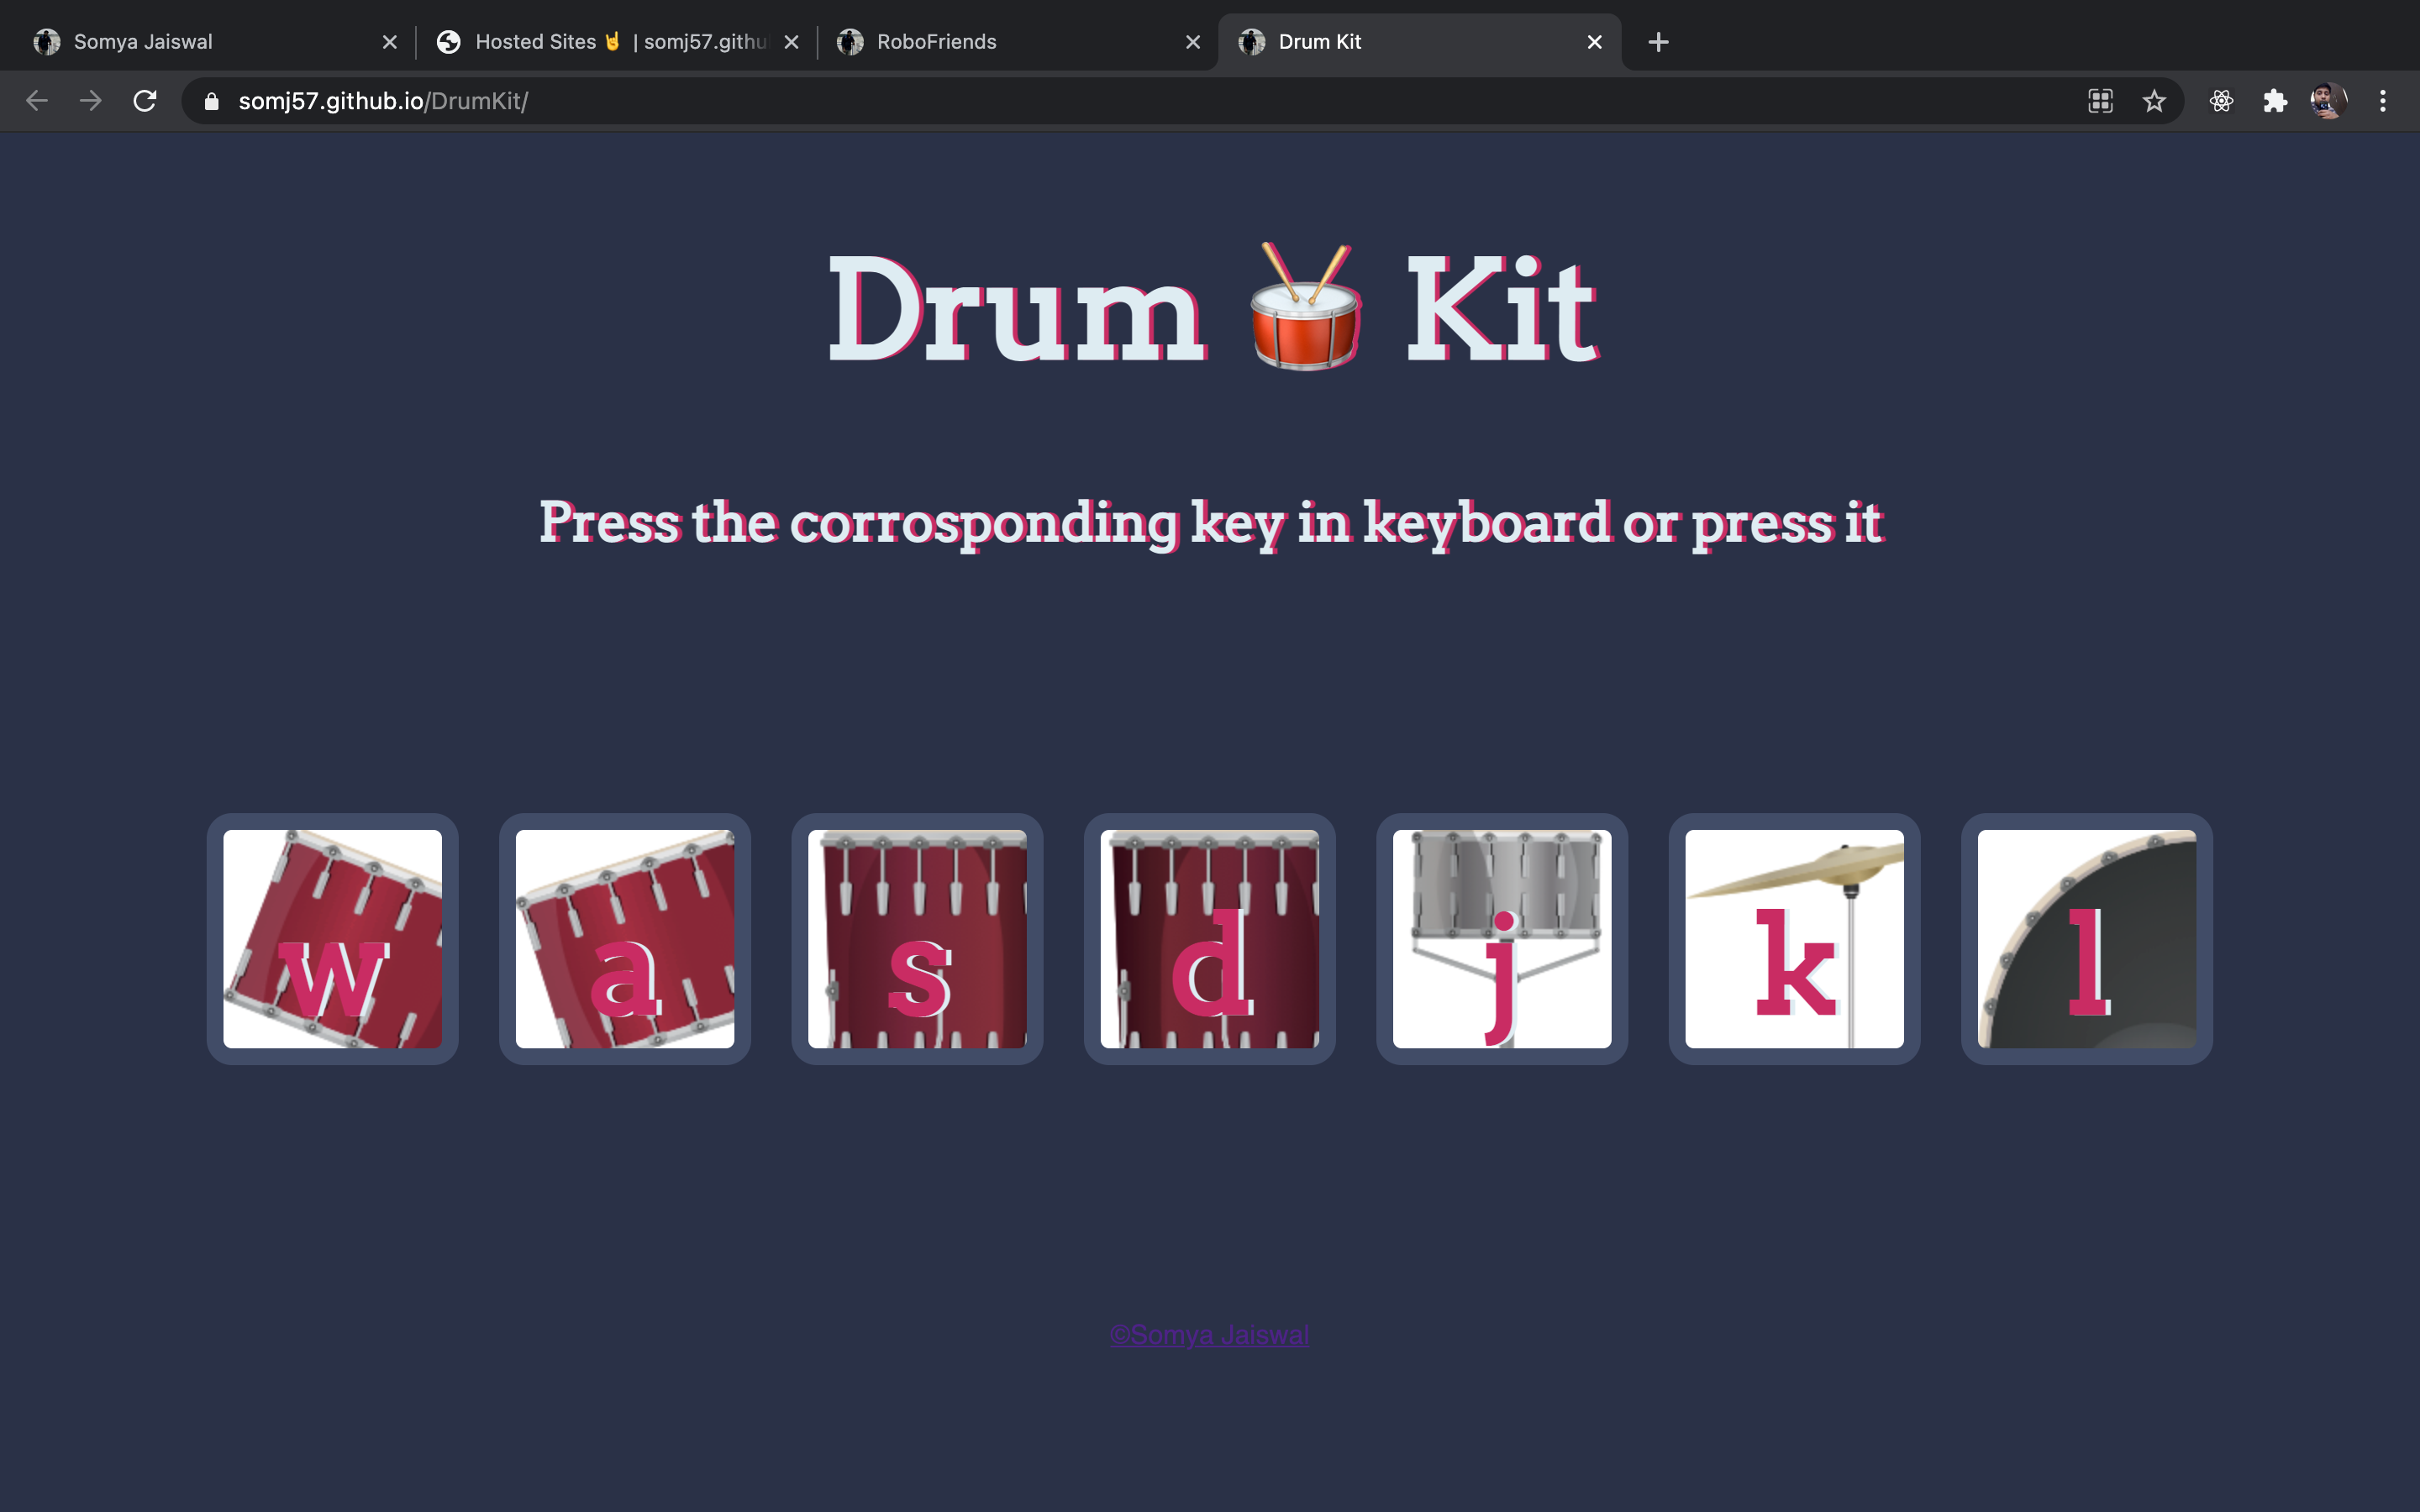 Somya Jaiswal
Hosted Sites 🤘 | somj57.githu
RoboFriends
Drum Kit
somj57.github.io/DrumKit/
Drum 🥁 Kit
Press the corrosponding key in keyboard or press it
w a s d j k l
©Somya Jaiswal